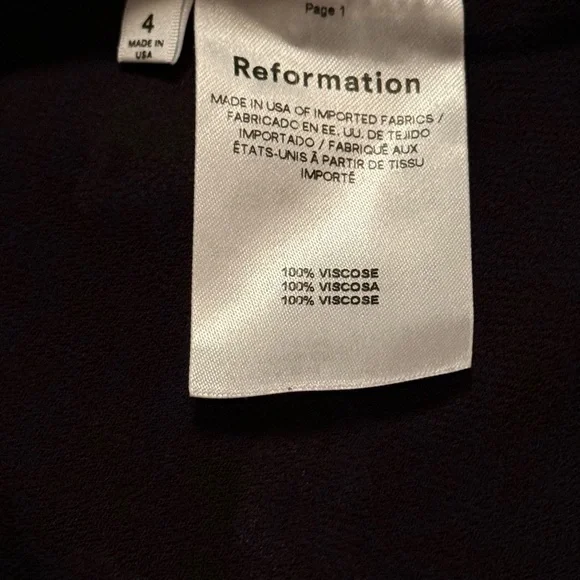 4
MADE IN
USA
Page 1
Reformation
MADE IN USA OF IMPORTED FABRICS /
FABRICADO EN EE. UU. DE TEJIDO
IMPORTADO / FABRIQUÉ AUX
ÉTATS-UNIS À PARTIR DE TISSU
IMPORTÉ
100% VISCOSE
100% VISCOSA
100% VISCOSE